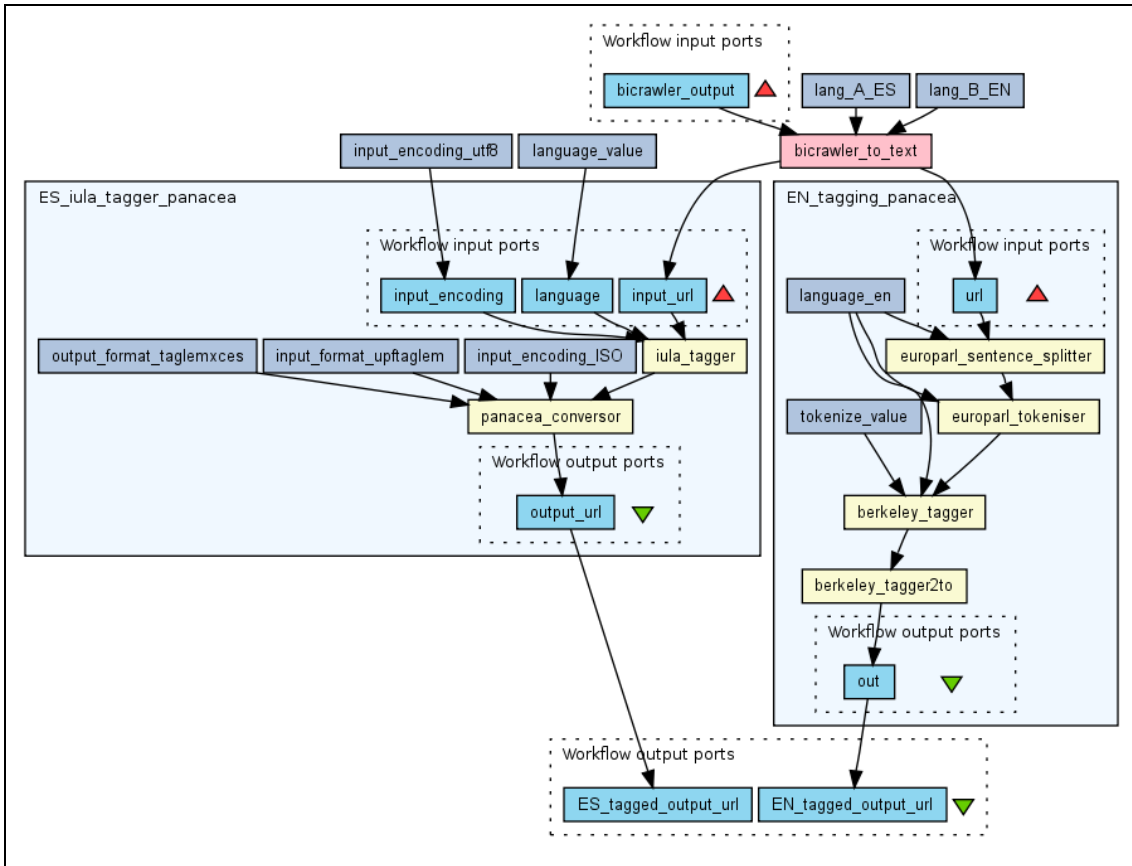 Workflow input ports
bicrawler_output
lang_A_ES
lang_B_EN
input_encoding_utf8
language_value
bicrawler_to_text
ES_iula_tagger_panacea
Workflow input ports
input_encoding
language
input_url
output_format_taglemxces
input_format_upftaglem
input_encoding_ISO
iula_tagger
panacea_conversor
Workflow output ports
output_url
EN_tagging_panacea
Workflow input ports
language_en
url
europarl_sentence_splitter
tokenize_value
europarl_tokeniser
berkeley_tagger
berkeley_tagger2to
Workflow output ports
out
Workflow output ports
ES_tagged_output_url
EN_tagged_output_url